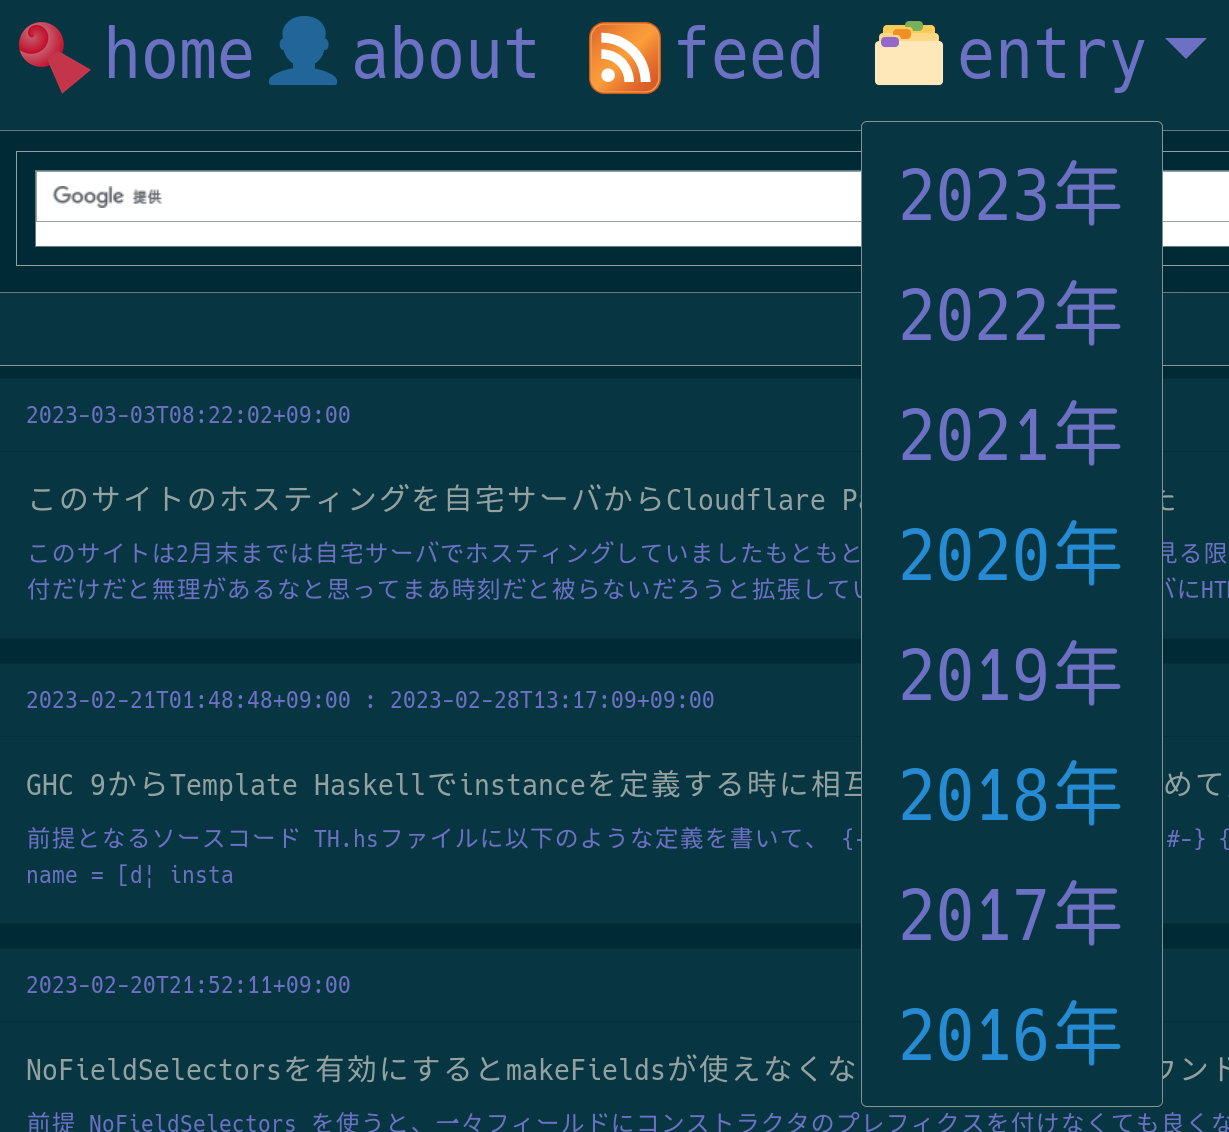 home about feed entry
Google 提供
2023年
2022年
2021年
2020年
2019年
2018年
2017年
2016年
2023-03-03T08:22:02+09:00
このサイトのホスティングを自宅サーバからCloudflare
このサイトは2月末まではは自宅サーバでホスティングしていましたもともと 見る限
付だけだと無理があるなと思ってまあ時刻だと被らないだろうと拡張してい バにHT
2023-02-21T01:48:48+09:00 : 2023-02-28T13:17:09+09:00
GHC 9からTemplate Haskellでinstanceを定義する時に相互 めて
前提となるソースコード TH.hsファイルに以下のような定義を書いて、 {- #-} {
name = [d¦ insta
2023-02-20T21:52:11+09:00
NoFieldSelectorsを有効にするとmakeFieldsが使えなくな ウンド
前提 NoFieldSelectors を使うと、一々フィールドにコンストラクタのプレフィクスを付けなくても良くな